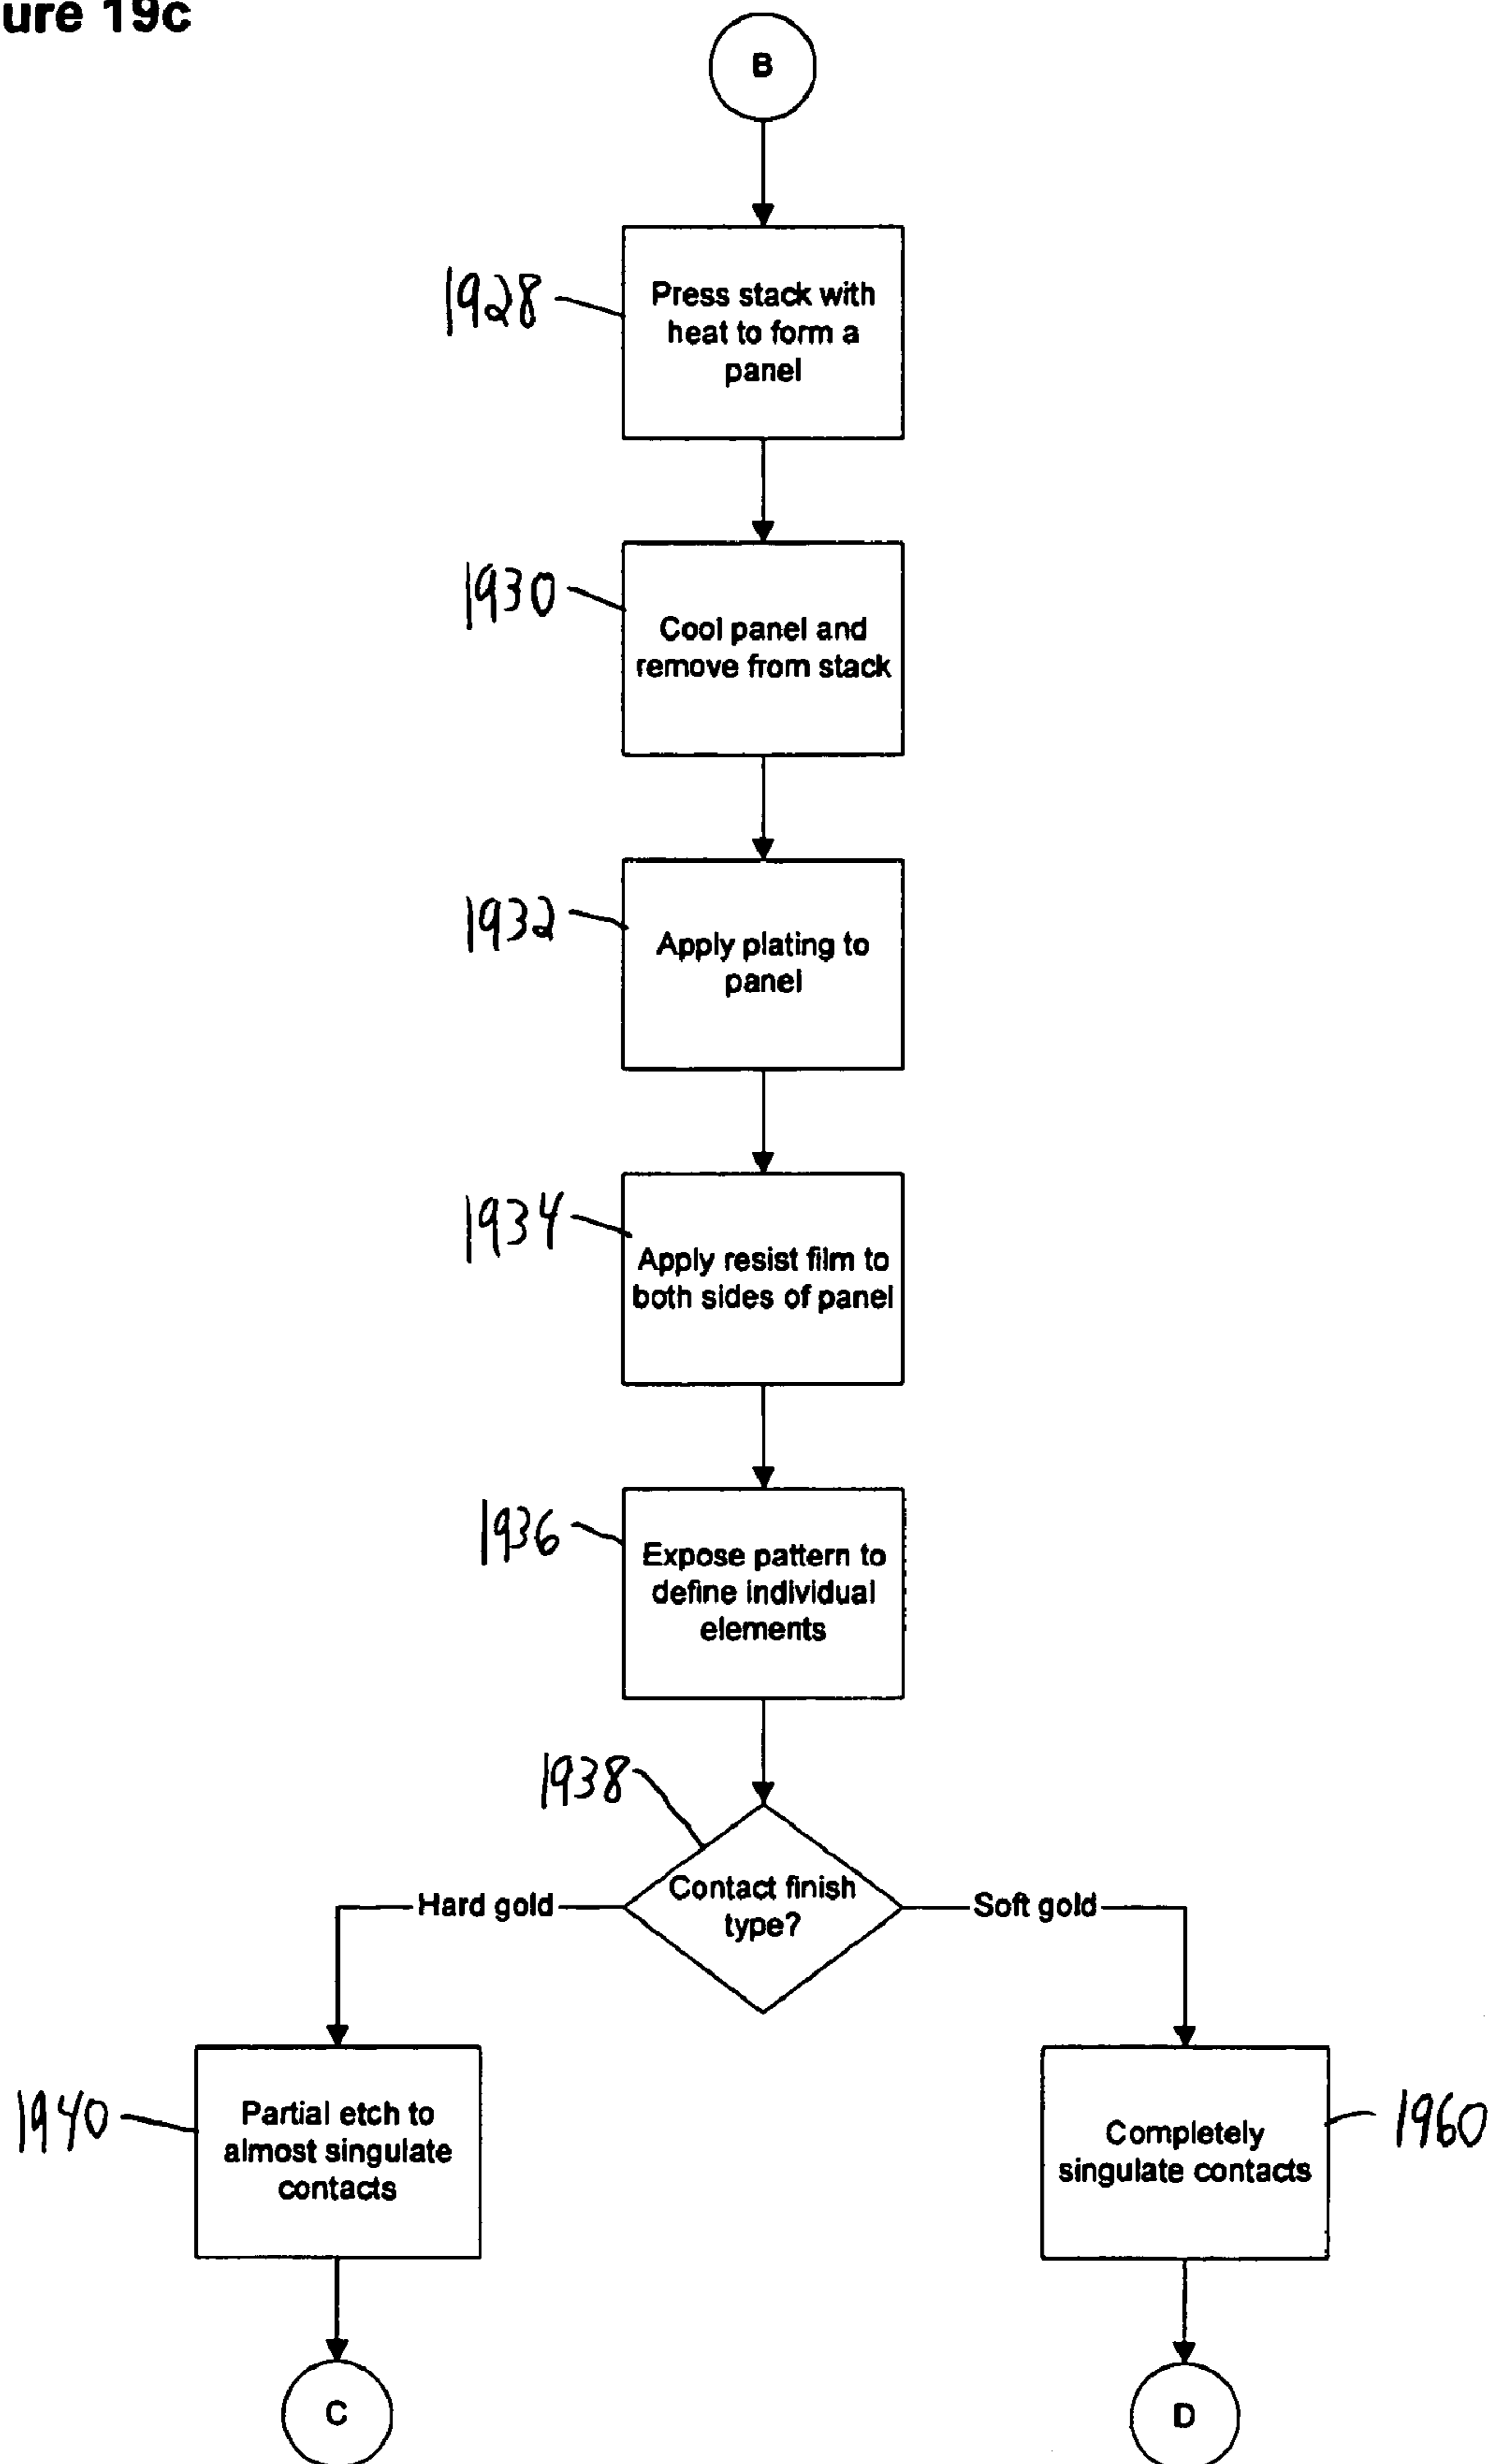 ure 19c
B
1928
Press stack with
heat to form a
panel
1930
Cool panel and
remove from stack
1932
Apply plating to
panel
1934
Apply resist film to
both sides of panel
1936
Expose pattern to
define individual
elements
1938
Contact finish
type?
Hard gold
Soft gold
1940
Partial etch to
almost singulate
contacts
Completely
singulate contacts
1960
C
D